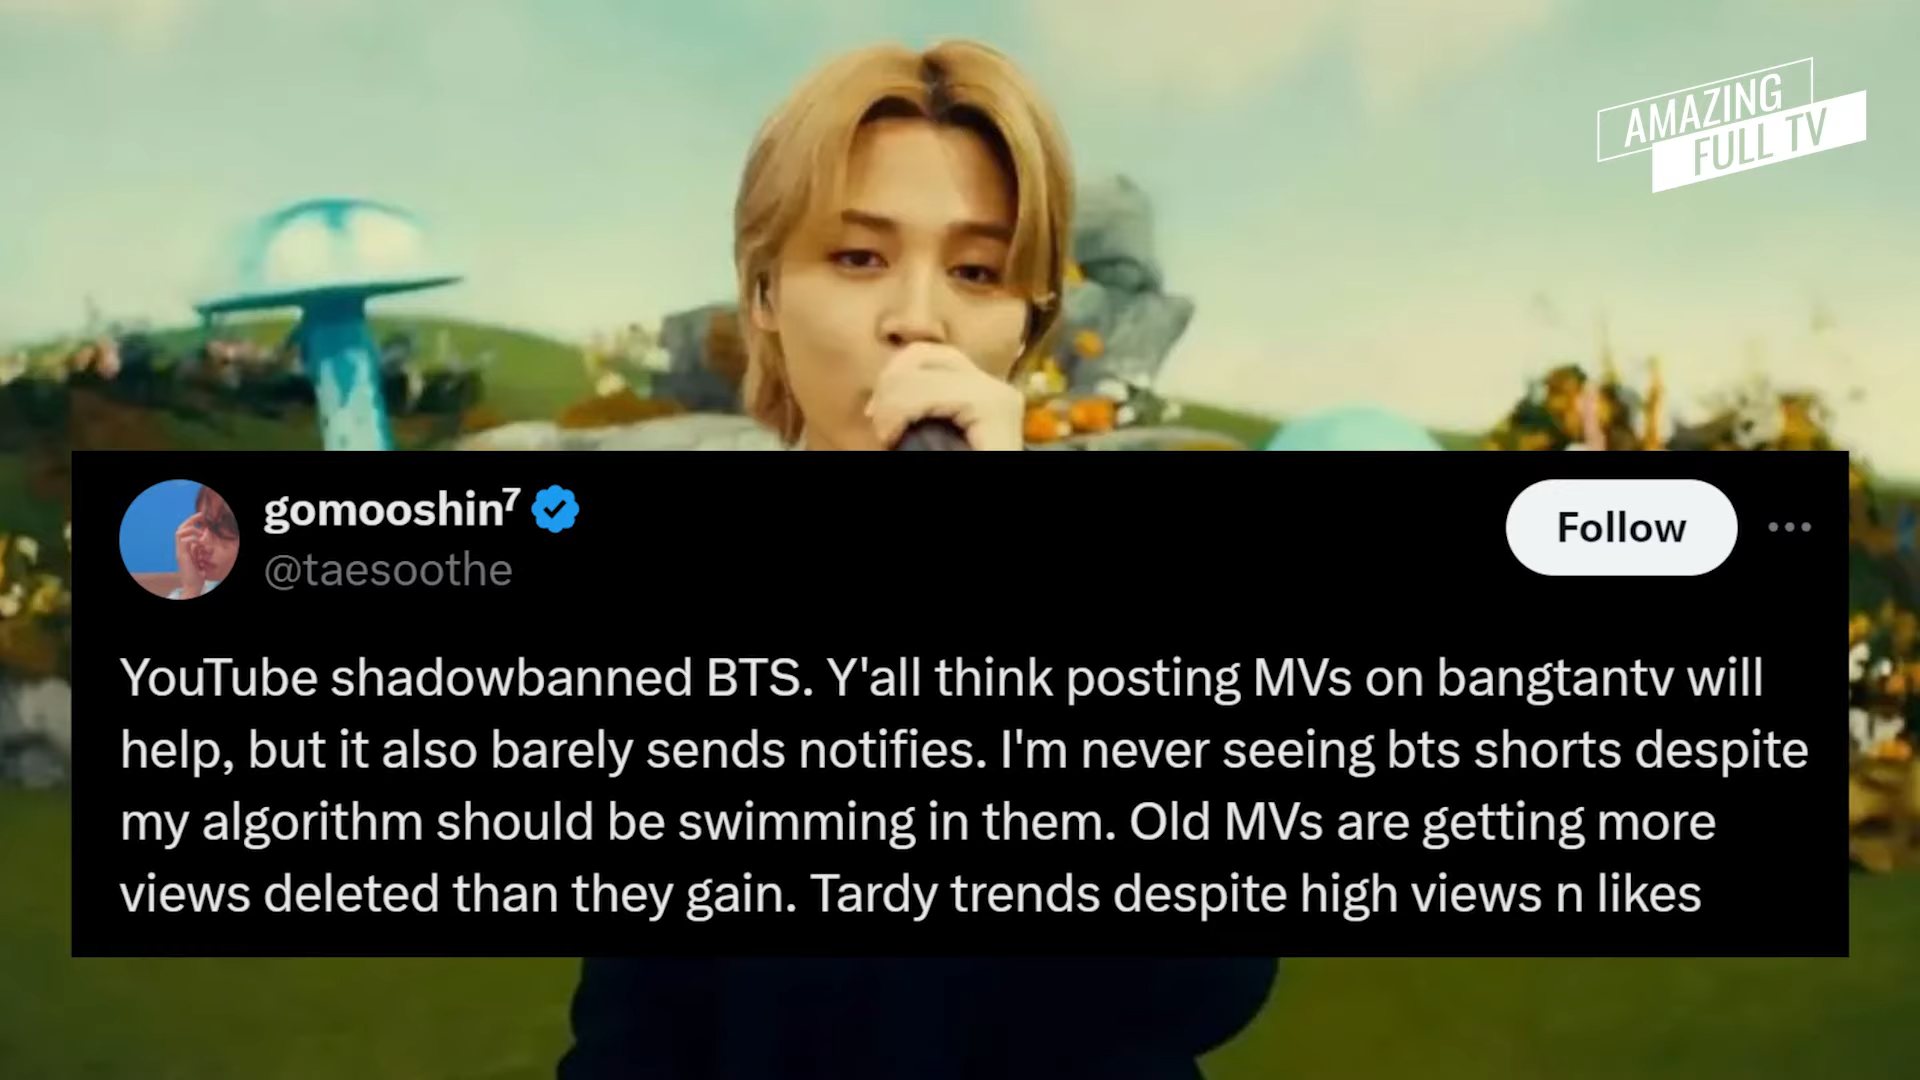 AMAZING
FULL TV
gomooshin⁷
@taesoothe
Follow
YouTube shadowbanned BTS. Y'all think posting MVs on bangtantv will
help, but it also barely sends notifies. I'm never seeing bts shorts despite
my algorithm should be swimming in them. Old MVs are getting more
views deleted than they gain. Tardy trends despite high views n likes